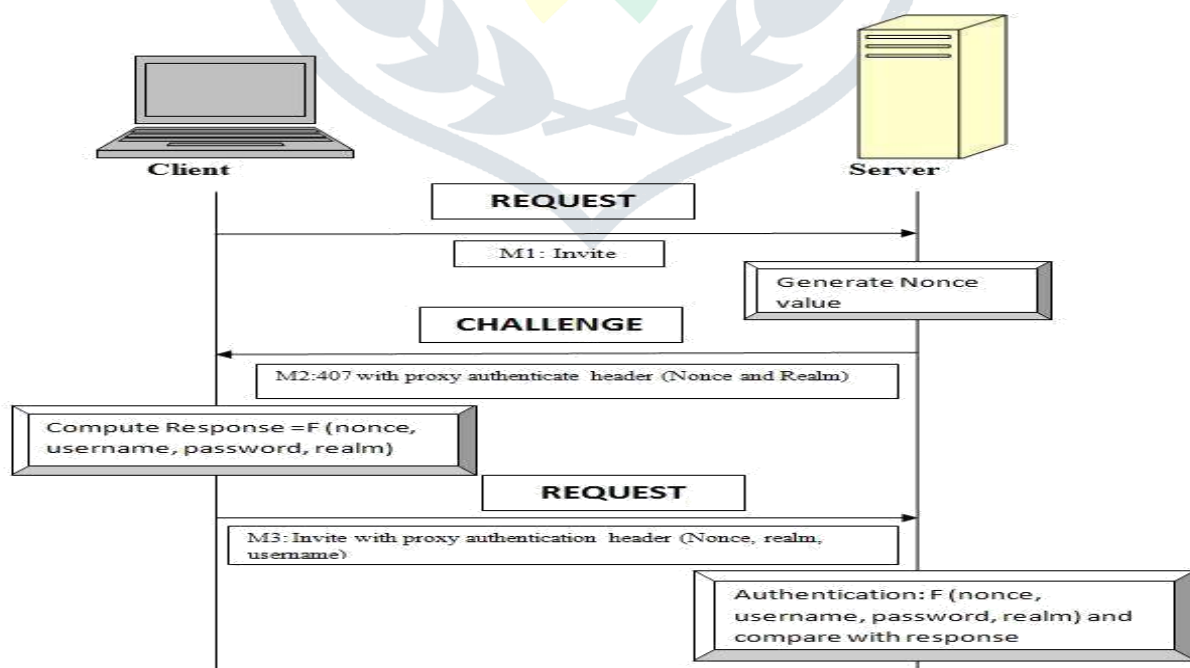 Client
Server
REQUEST
M1: Invite
Generate Nonce
value
CHALLENGE
M2:407 with proxy authenticate header (Nonce and Realm)
Compute Response =F (nonce,
username, password, realm)
REQUEST
M3: Invite with proxy authentication header (Nonce, realm,
username)
Authentication: F (nonce,
username, password, realm) and
compare with response